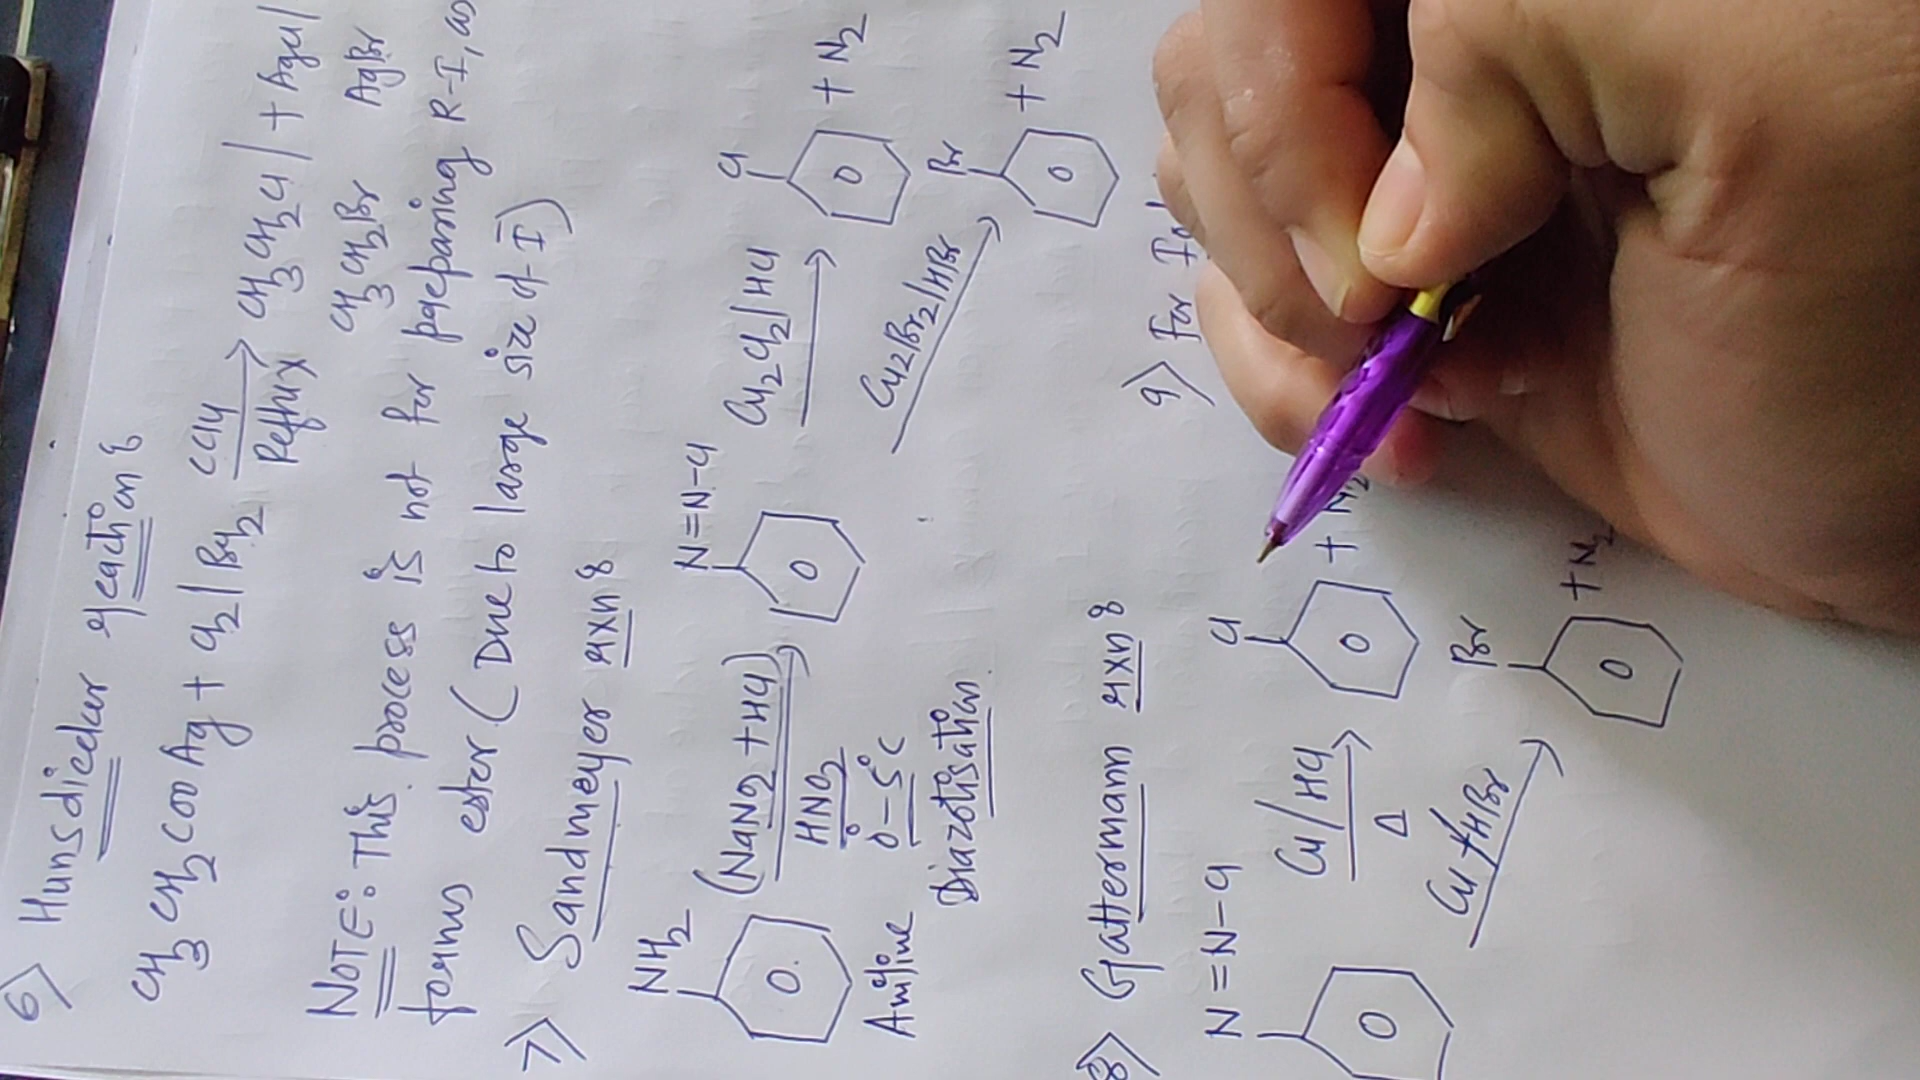 6) Hunsdiecker reaction :
CH3CH2COOAg + Cl2/Br2 CCl4 Reflux CH3CH2Cl / + AgCl/
CH3CH2Br AgBr
NOTE: This process is not for preparing R-I, as
forms ester (Due to large size of I)
7) Sandmeyer rxn :
NH2 (NaNO2 + HCl) N=N-Cl Cu2Cl2/HCl Cl + N2
HNO2
0-5°C
Aniline Diazotisation
Cu2Br2/HBr Br + N2
8) Gattermann rxn :
N=N-Cl Cu/HCl Δ Cl + N2
Cu/HBr Br + N2
9) For